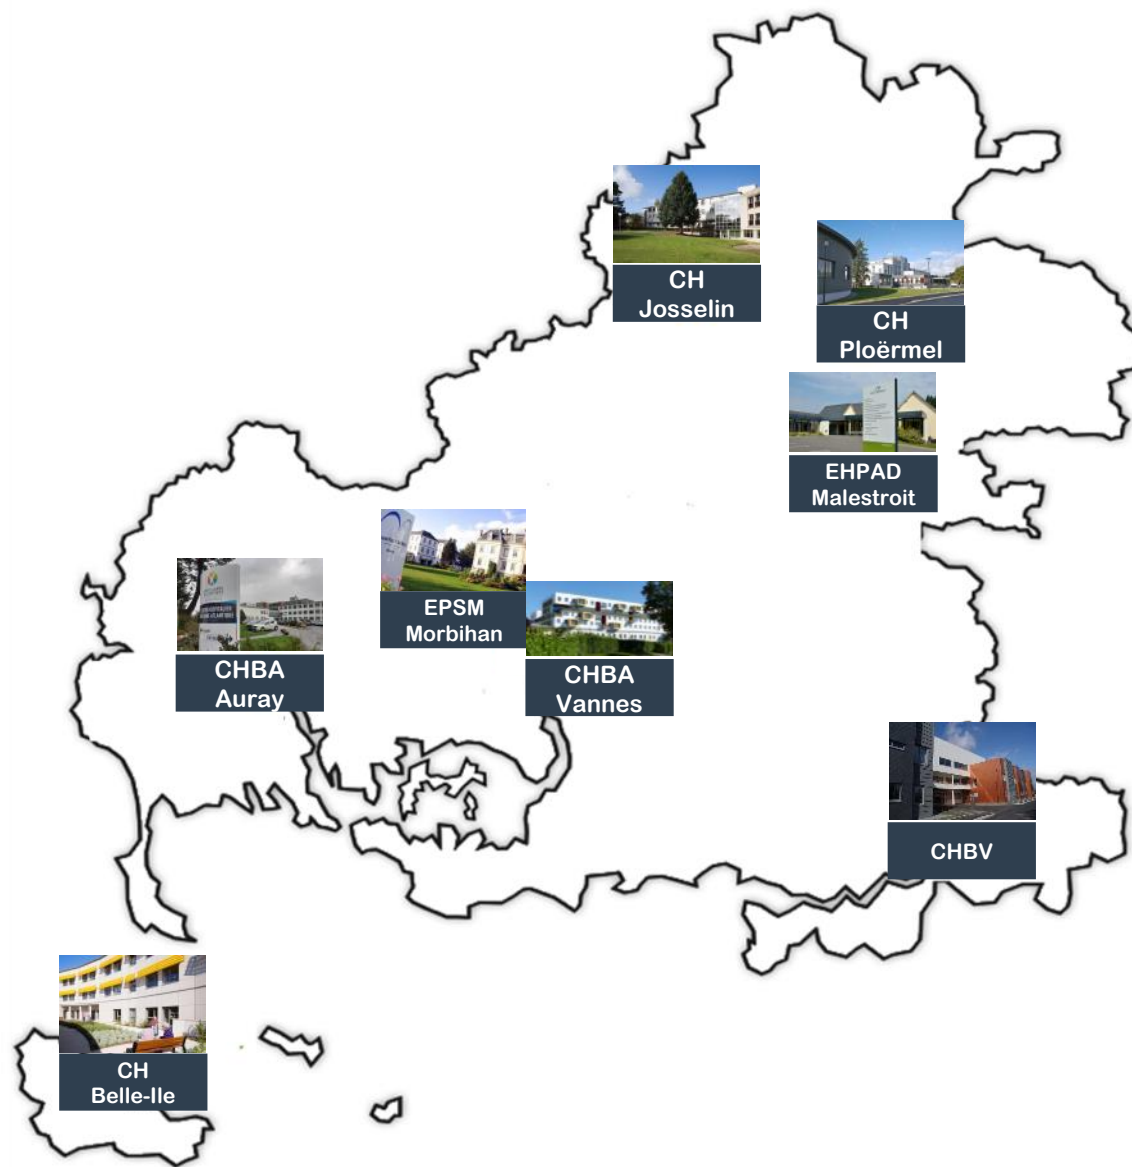 CH
Josselin
CH
Ploërmel
EHPAD
Malestroit
EPSM
Morbihan
CHBA
Auray
CHBA
Vannes
CHBV
CH
Belle-Ile